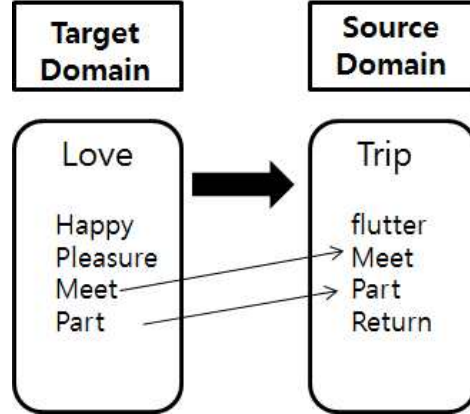 Target
Domain
Source
Domain
Love
Happy
Pleasure
Meet
Part
Trip
flutter
Meet
Part
Return